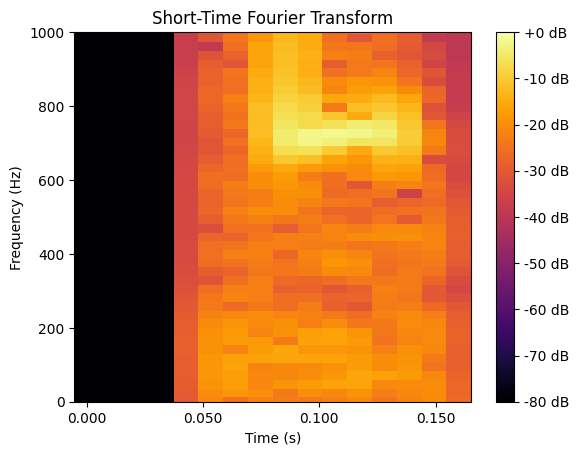 Short-Time Fourier Transform
1000
800
600
400
200
0
Frequency (Hz)
0.000
0.050
0.100
0.150
Time (s)
+0 dB
-10 dB
-20 dB
-30 dB
-40 dB
-50 dB
-60 dB
-70 dB
-80 dB